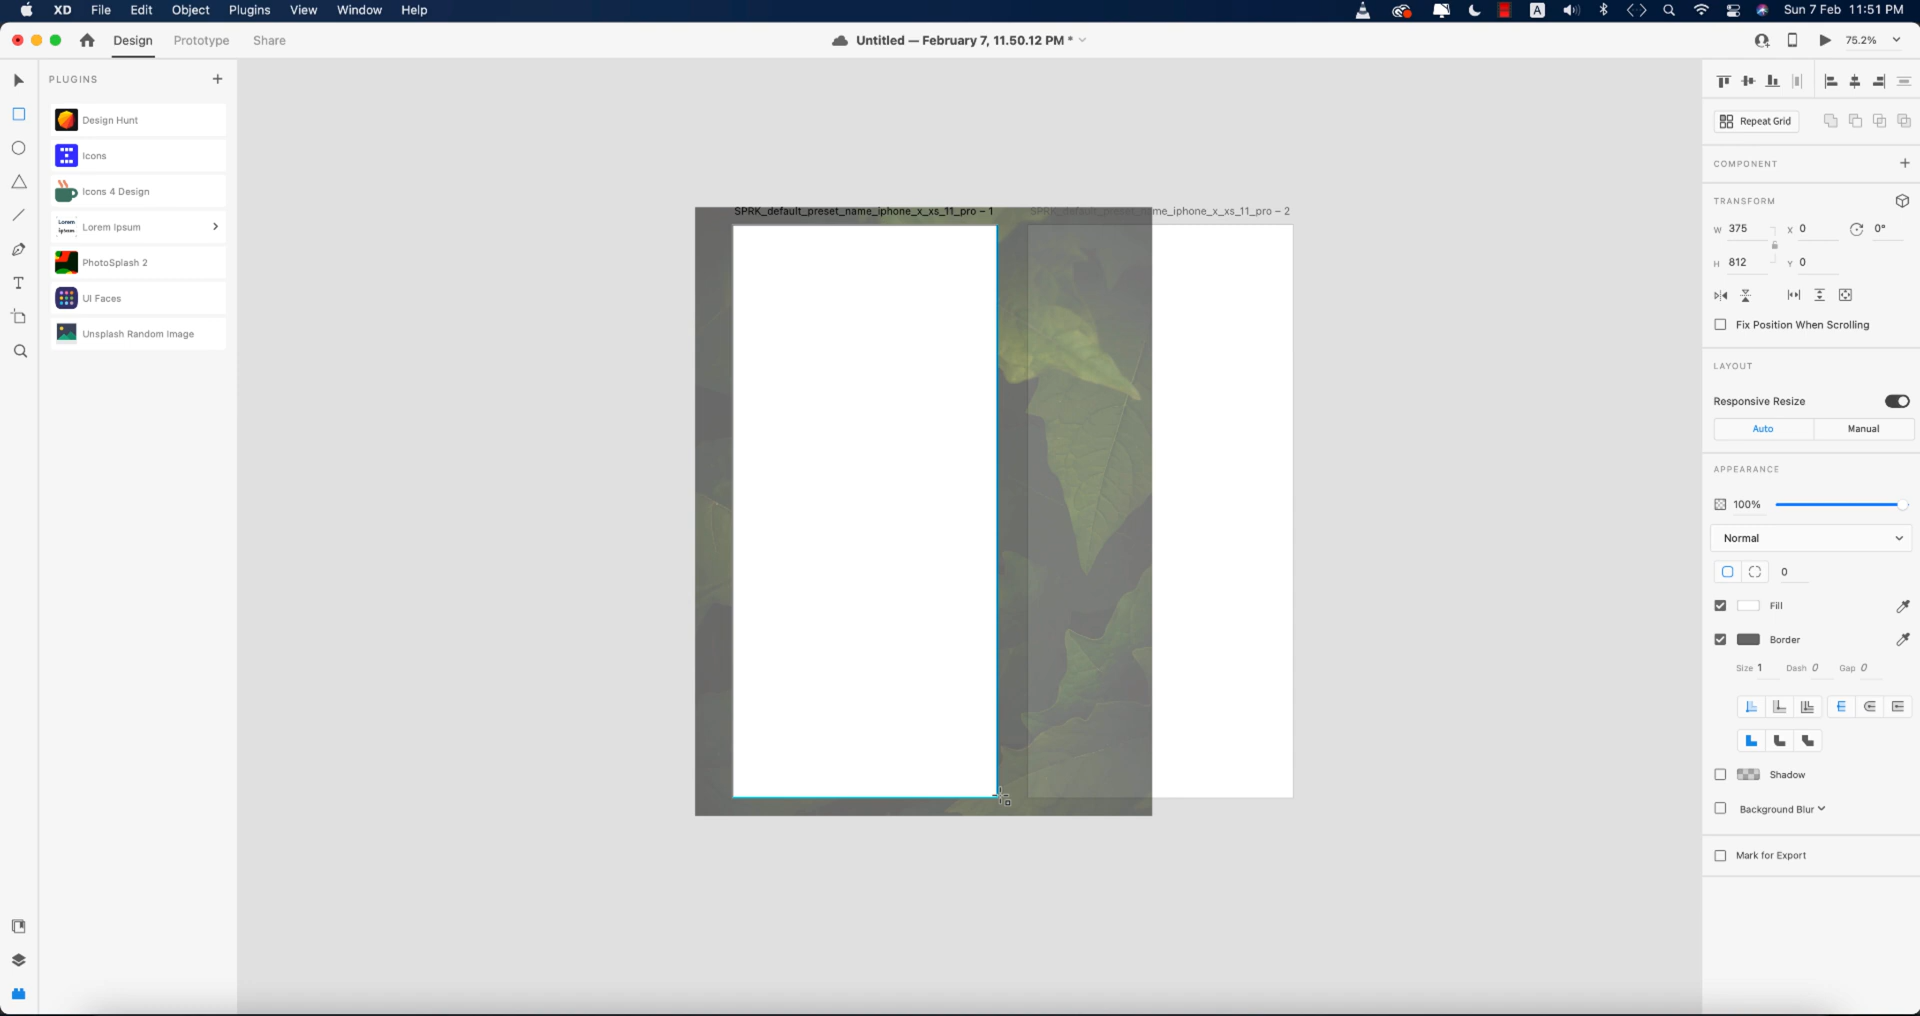 XD File Edit Object Plugins View Window Help
A Sun 7 Feb 11:51 PM
Design Prototype Share
Untitled — February 7, 11.50.12 PM *
75.2%
PLUGINS
Design Hunt
Icons
Icons 4 Design
Lorem Ipsum Lorem Ipsum
PhotoSplash 2
UI Faces
Unsplash Random Image
SPRK_default_preset_name_iphone_x_xs_11_pro – 1
SPRK_default_preset_name_iphone_x_xs_11_pro – 2
Repeat Grid
COMPONENT
TRANSFORM
W 375 X 0 0°
H 812 Y 0
Fix Position When Scrolling
LAYOUT
Responsive Resize
Auto Manual
APPEARANCE
100%
Normal
0
Fill
Border
Size 1 Dash 0 Gap 0
Shadow
Background Blur
Mark for Export